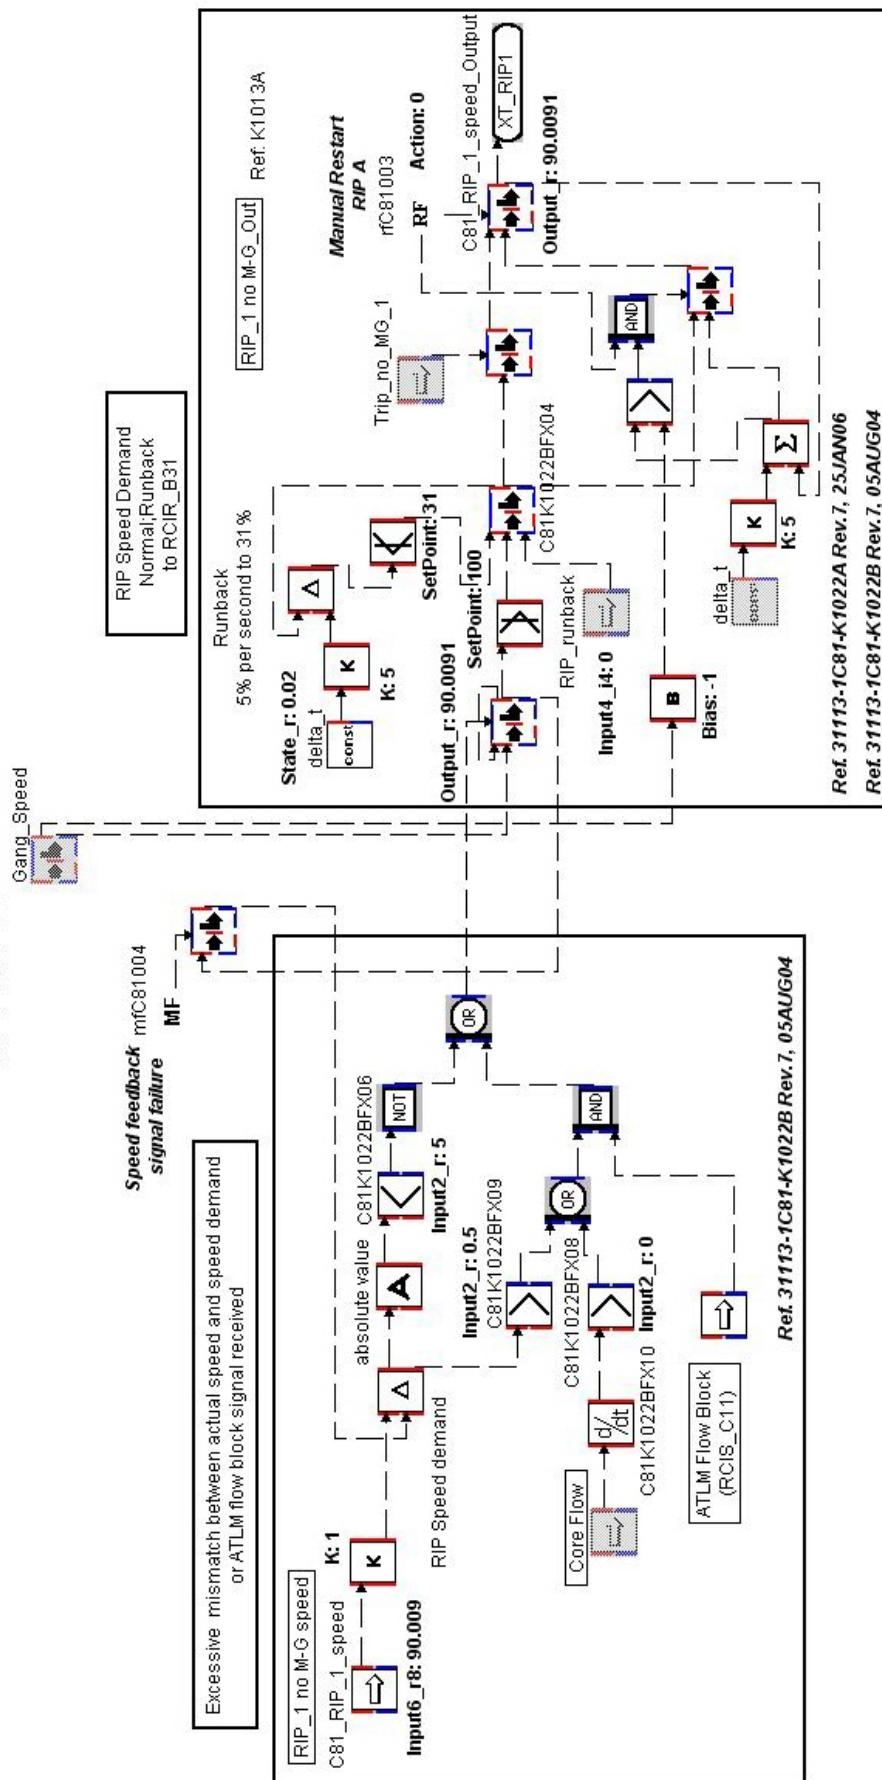 Excessive mismatch between actual speed and speed demand
or ATLM flow block signal received
RIP_1 no M-G speed
C81_RIP_1_speed
Input6_r8: 90.009
K: 1
K
RIP Speed demand
Δ
absolute value
A
C81K1022BFX06
Input2_r: 5
NOT
OR
Input2_r: 0.5
C81K1022BFX09
C81K1022BFX08
Input2_r: 0
OR
AND
Core Flow
d/dt
C81K1022BFX10
ATLM Flow Block
(RCIS_C11)
Ref. 31113-1C81-K1022B Rev.7, 05AUG04
Speed feedback
signal failure
mfC81004
MF
Gang_Speed
RIP Speed Demand
Normal;Runback
to RCIR_B31
RIP_1 no M-G_Out
Ref. K1013A
Runback
5% per second to 31%
State_r: 0.02
delta_t
const
K
K: 5
Δ
SetPoint: 31
Output_r: 90.0091
SetPoint: 100
RIP_runback
Input4_i4: 0
C81K1022BFX04
Trip_no_MG_1
Manual Restart
RIP A
rfC81003
RF
Action: 0
C81_RIP_1_speed_Output
XT_RIP1
Output_r: 90.0091
B
Bias: -1
AND
delta_t
const
K
K: 5
Σ
Ref. 31113-1C81-K1022A Rev.7, 25JAN06
Ref. 31113-1C81-K1022B Rev.7, 05AUG04